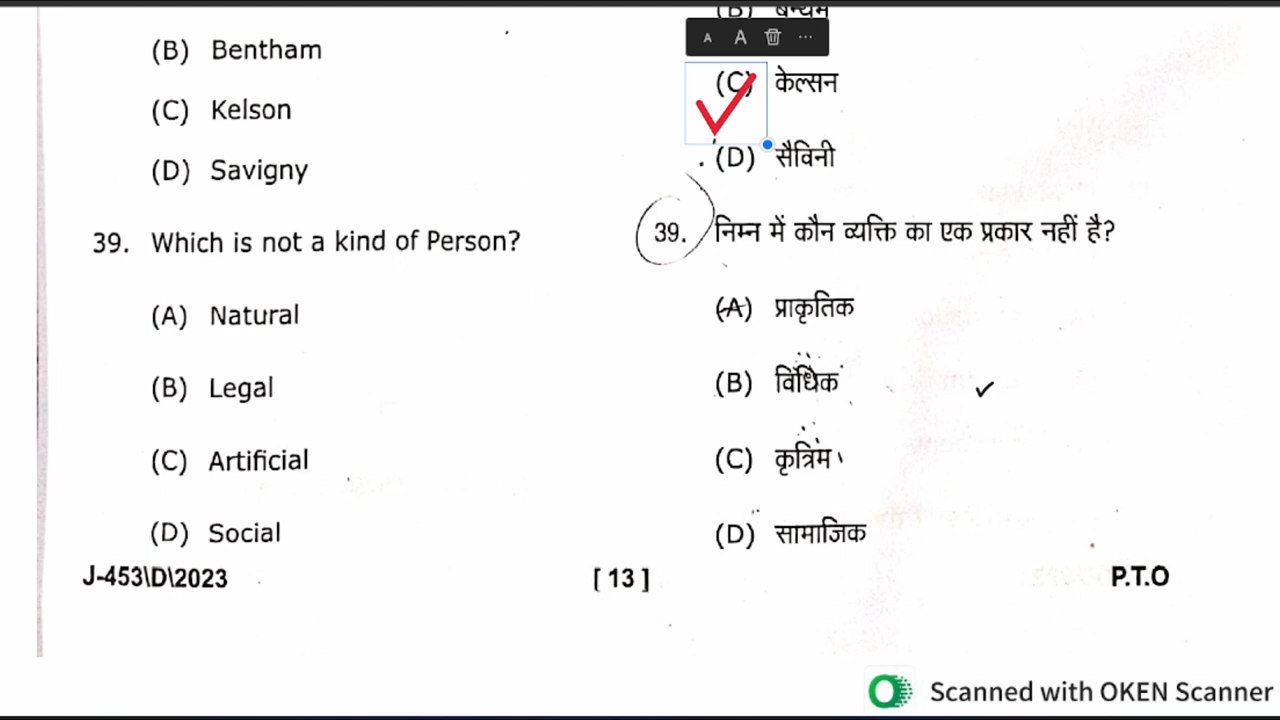 (B) Bentham
(C) Kelson
(D) Savigny
39. Which is not a kind of Person?
(A) Natural
(B) Legal
(C) Artificial
(D) Social
(B) बेन्थम
A A ...
(C) केल्सन
(D) सैविनी
39. निम्न में कौन व्यक्ति का एक प्रकार नहीं है?
(A) प्राकृतिक
(B) विधिक
(C) कृत्रिम
(D) सामाजिक
J-453\D\2023 [ 13 ] P.T.O
Scanned with OKEN Scanner